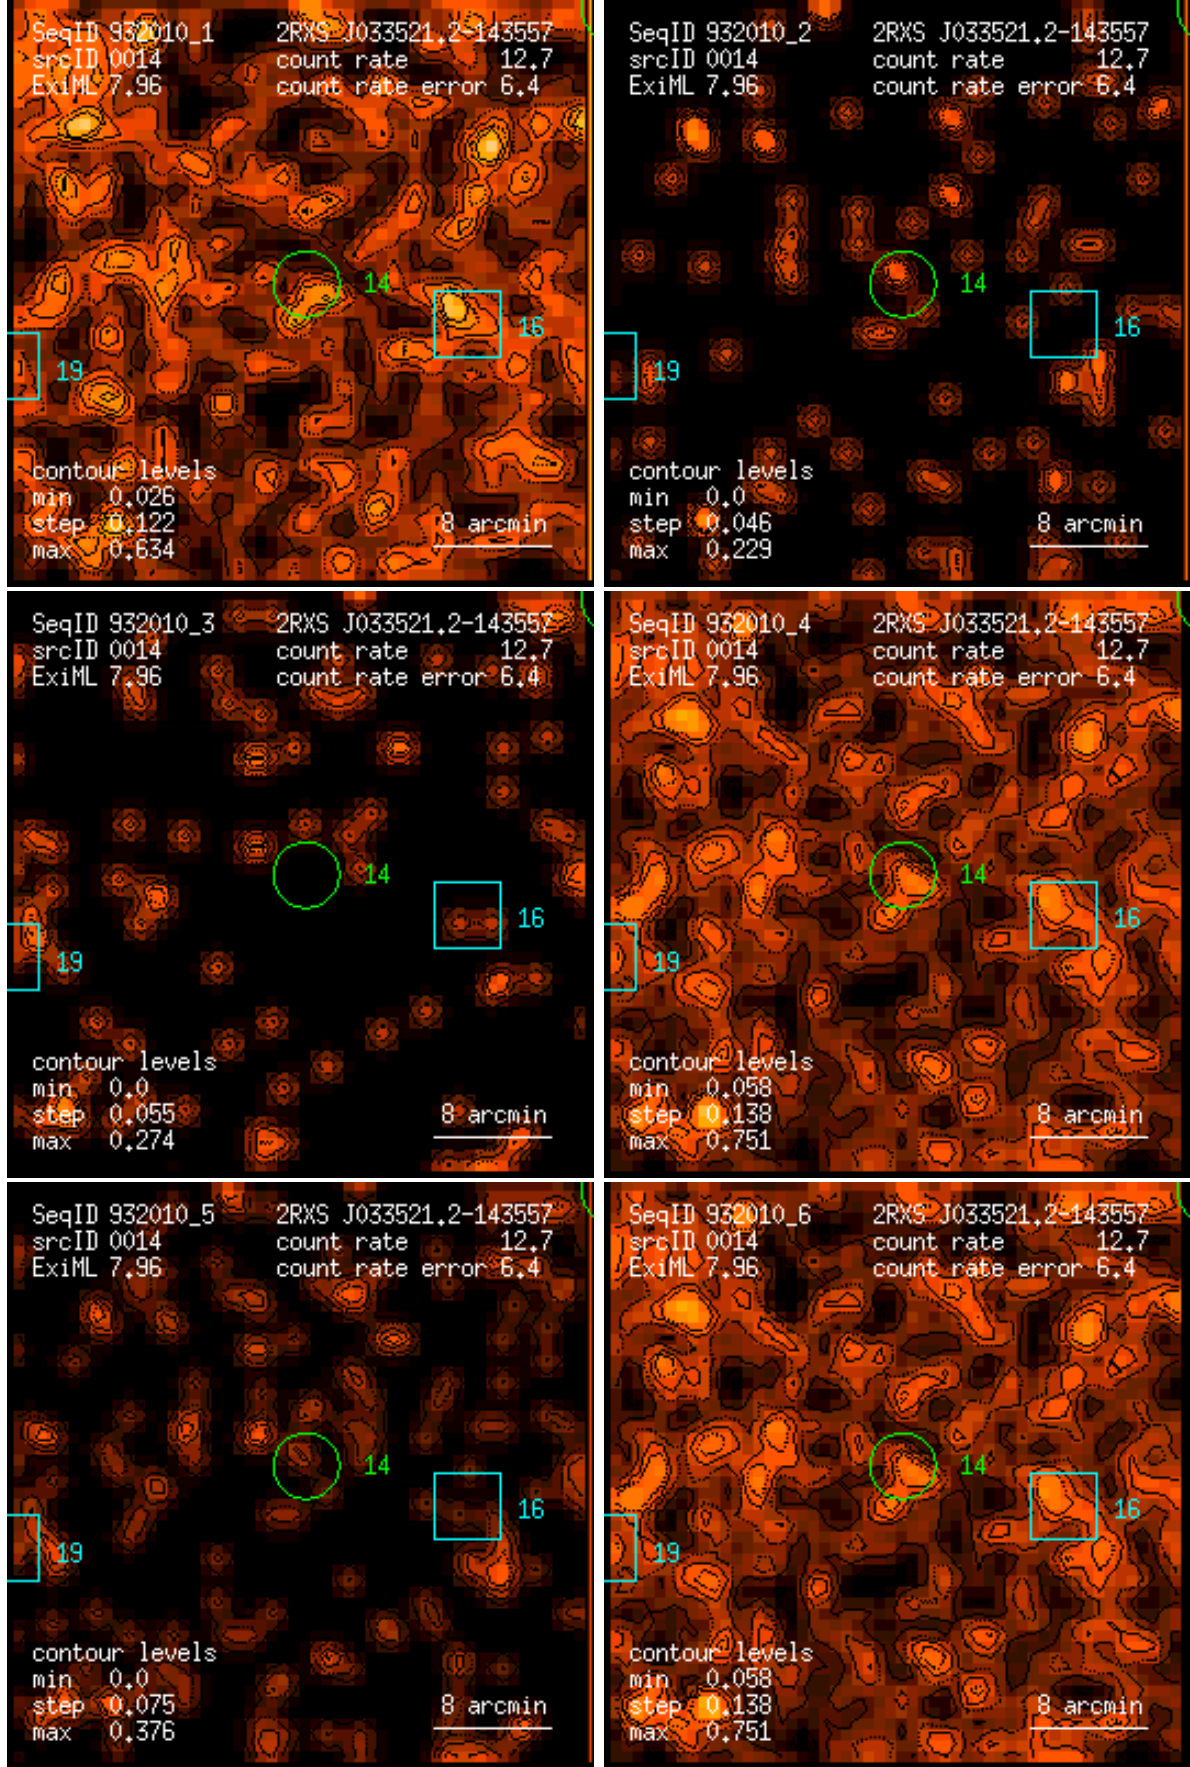 SeqID 932010_1 2RXS J033521.2-143557
srcID 0014 count rate 12.7
ExiML 7.96 count rate error 6.4
14
16
19
contour levels
min 0.026
step 0.122 8 arcmin
max 0.634
SeqID 932010_2 2RXS J033521.2-143557
srcID 0014 count rate 12.7
ExiML 7.96 count rate error 6.4
14
16
19
contour levels
min 0.0
step 0.046 8 arcmin
max 0.229
SeqID 932010_3 2RXS J033521.2-143557
srcID 0014 count rate 12.7
ExiML 7.96 count rate error 6.4
14
16
19
contour levels
min 0.0
step 0.055 8 arcmin
max 0.274
SeqID 932010_4 2RXS J033521.2-143557
srcID 0014 count rate 12.7
ExiML 7.96 count rate error 6.4
14
16
19
contour levels
min 0.058
step 0.138 8 arcmin
max 0.751
SeqID 932010_5 2RXS J033521.2-143557
srcID 0014 count rate 12.7
ExiML 7.96 count rate error 6.4
14
16
19
contour levels
min 0.0
step 0.075 8 arcmin
max 0.376
SeqID 932010_6 2RXS J033521.2-143557
srcID 0014 count rate 12.7
ExiML 7.96 count rate error 6.4
14
16
19
contour levels
min 0.058
step 0.138 8 arcmin
max 0.751